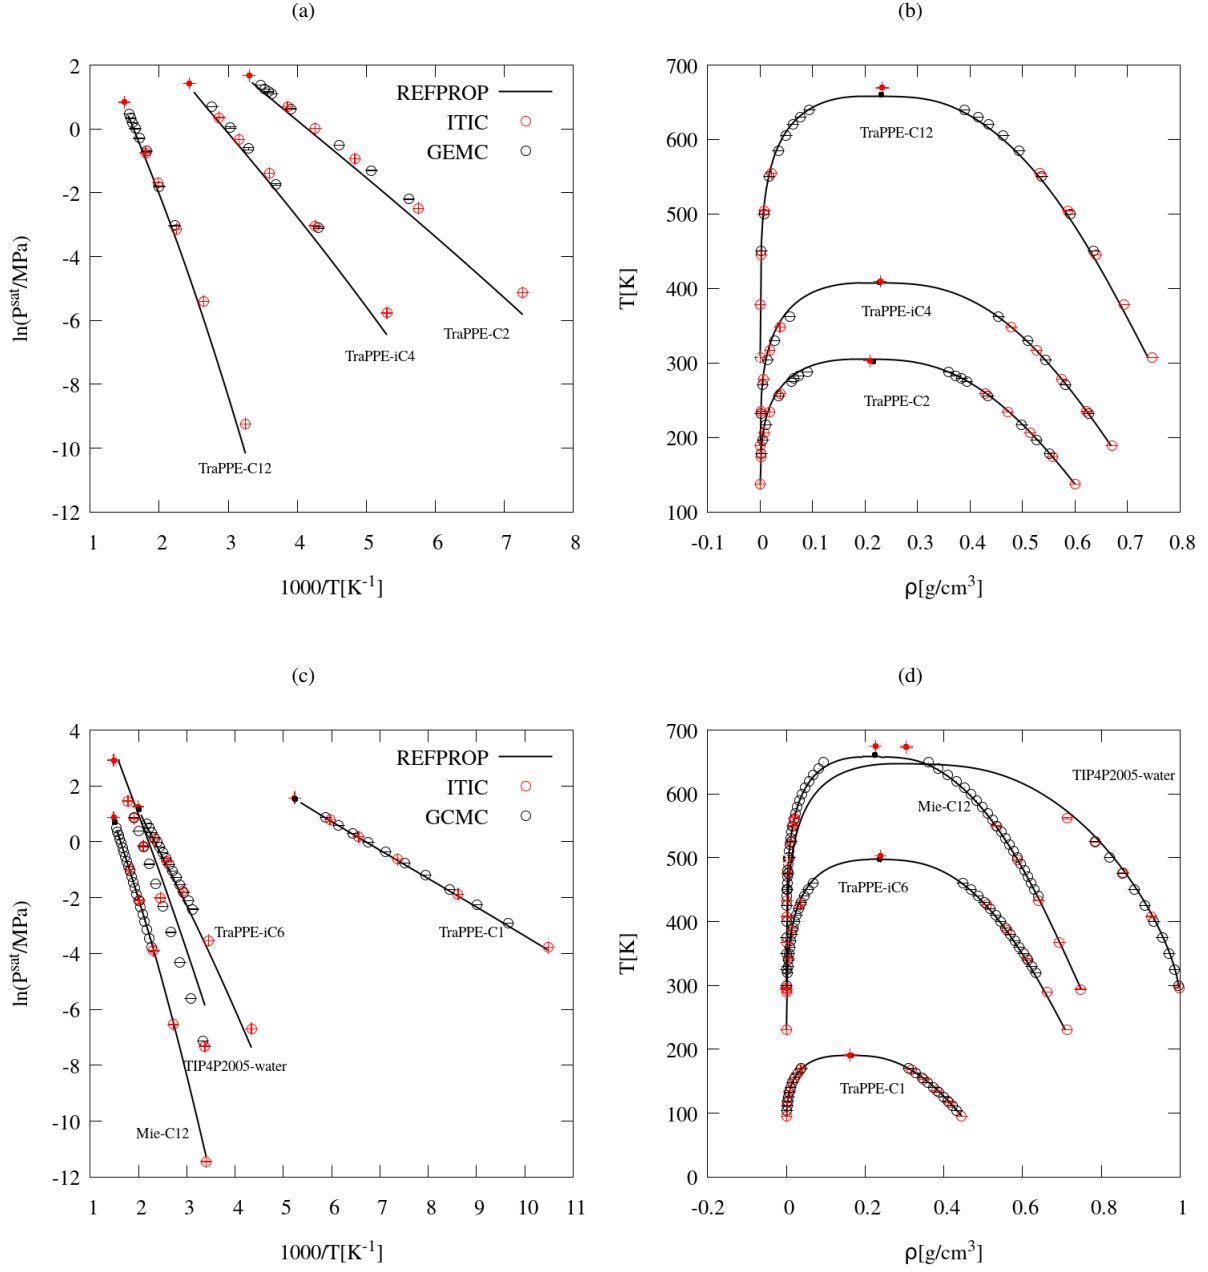 (a)
2
0
-2
-4
-6
-8
-10
-12
1 2 3 4 5 6 7 8
ln(Pˢᵃᵗ/MPa)
1000/T[K⁻¹]
REFPROP
ITIC
GEMC
TraPPE-C2
TraPPE-iC4
TraPPE-C12
(b)
700
600
500
400
300
200
100
-0.1 0 0.1 0.2 0.3 0.4 0.5 0.6 0.7 0.8
T[K]
ρ[g/cm³]
TraPPE-C12
TraPPE-iC4
TraPPE-C2
(c)
4
2
0
-2
-4
-6
-8
-10
-12
1 2 3 4 5 6 7 8 9 10 11
ln(Pˢᵃᵗ/MPa)
1000/T[K⁻¹]
REFPROP
ITIC
GCMC
TraPPE-iC6
TraPPE-C1
TIP4P2005-water
Mie-C12
(d)
700
600
500
400
300
200
100
0
-0.2 0 0.2 0.4 0.6 0.8 1
T[K]
ρ[g/cm³]
TIP4P2005-water
Mie-C12
TraPPE-iC6
TraPPE-C1